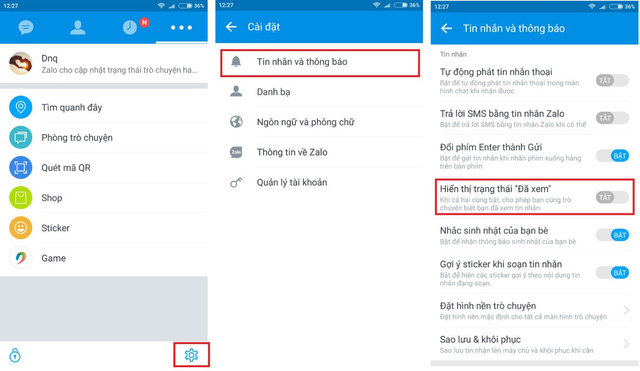 12:27
36%
N
Dnq
Zalo cho cập nhật trạng thái trò chuyện ha...
Tìm quanh đây
Phòng trò chuyện
Quét mã QR
Shop
Sticker
Game
12:27
36%
Cài đặt
Tin nhắn và thông báo
Danh bạ
Ngôn ngữ và phông chữ
Zalo
Thông tin về Zalo
Quản lý tài khoản
12:27
36%
Tin nhắn và thông báo
Tin nhắn
Tự động phát tin nhắn thoại
Bật để tự động phát tin nhắn thoại trong màn
hình chat khi nhận được
TẮT
Trả lời SMS bằng tin nhắn Zalo
Bật để trả lời SMS bằng tin nhắn Zalo khi có thể
TẮT
Đổi phím Enter thành Gửi
Bật để gửi tin nhắn khi nhấn phím xuống hàng
trên bàn phím
BẬT
Hiển thị trạng thái "Đã xem"
Khi cả hai cùng bật, cho phép bạn cùng trò
chuyện biết bạn đã xem tin nhắn
TẮT
Nhắc sinh nhật của bạn bè
Bật để nhận thông báo sinh nhật của bạn bè
BẬT
Gợi ý sticker khi soạn tin nhắn
Bật để hiện các sticker gợi ý theo nội dung tin
nhắn đang soạn.
BẬT
Đặt hình nền trò chuyện
Đặt hình nền mặc định cho tất cả màn hình trò chuyện
Sao lưu & khôi phục
Sao lưu tin nhắn lên máy chủ và khôi phục khi cần